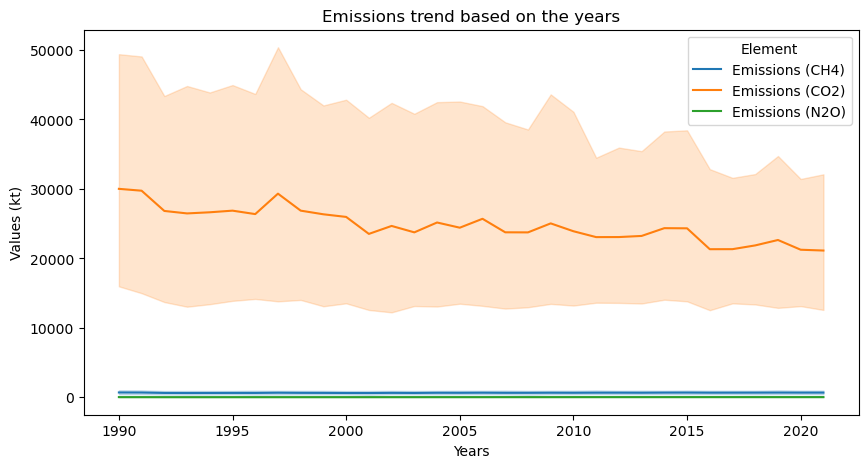 Emissions trend based on the years
Element
Emissions (CH4)
Emissions (CO2)
Emissions (N2O)
Values (kt)
50000
40000
30000
20000
10000
0
1990
1995
2000
2005
2010
2015
2020
Years